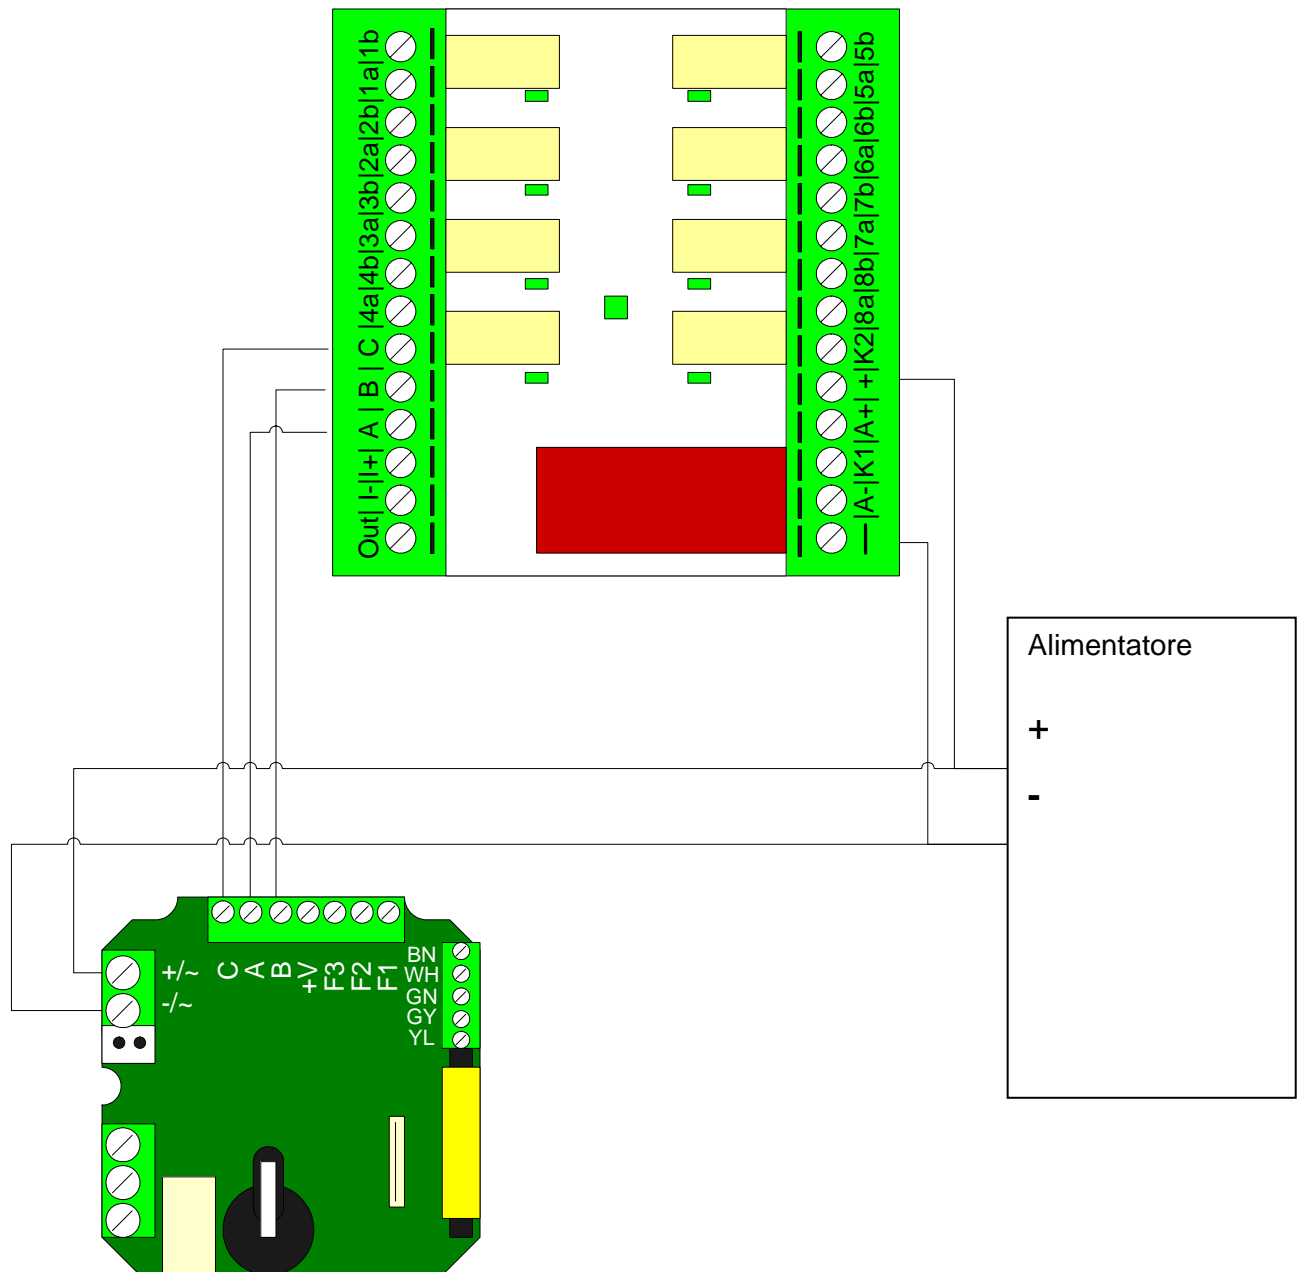 Out| I-|I+| A | B | C |4a|4b|3a|3b|2a|2b|1a|1b
—|A-|K1|A+| +|K2|8a|8b|7a|7b|6a|6b|5a|5b
Alimentatore
+
-
+/~
-/~
C
A
B
+V
F3
F2
F1
BN
WH
GN
GY
YL